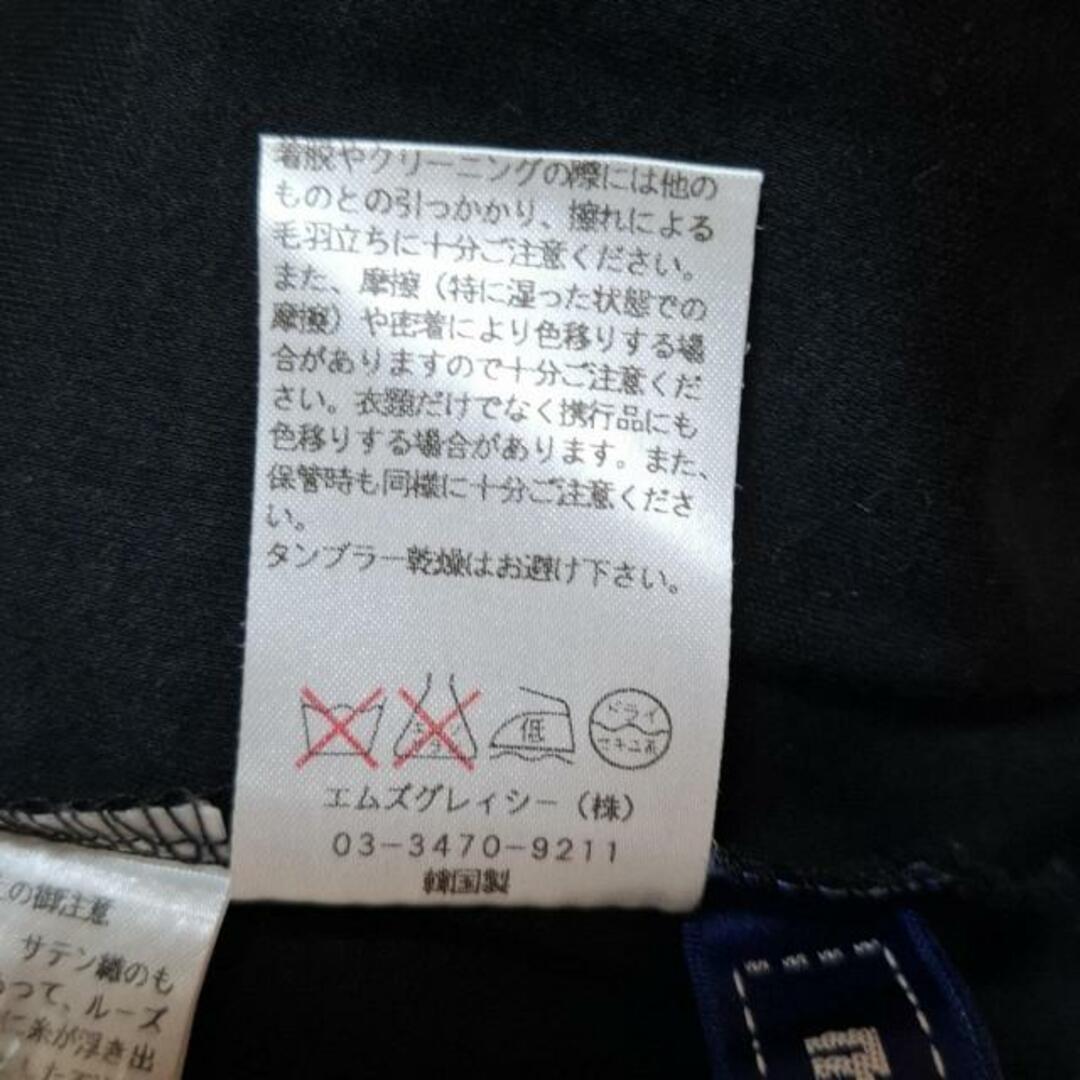 着脱やクリーニングの際には他の
ものとの引っかかり、擦れによる
毛羽立ちに十分ご注意ください。
また、摩擦（特に湿った状態での
摩擦）や密着により色移りする場
合がありますので十分ご注意くだ
さい。衣類だけでなく携行品にも
色移りする場合があります。また、
保管時も同様に十分ご注意くださ
い。
タンブラー乾燥はお避け下さい。
低
ドライ
セキユ系
エムズグレイシー（株）
03-3470-9211
韓国製
の御注意
サテン織のも
って、ルーズ
に糸が浮き出